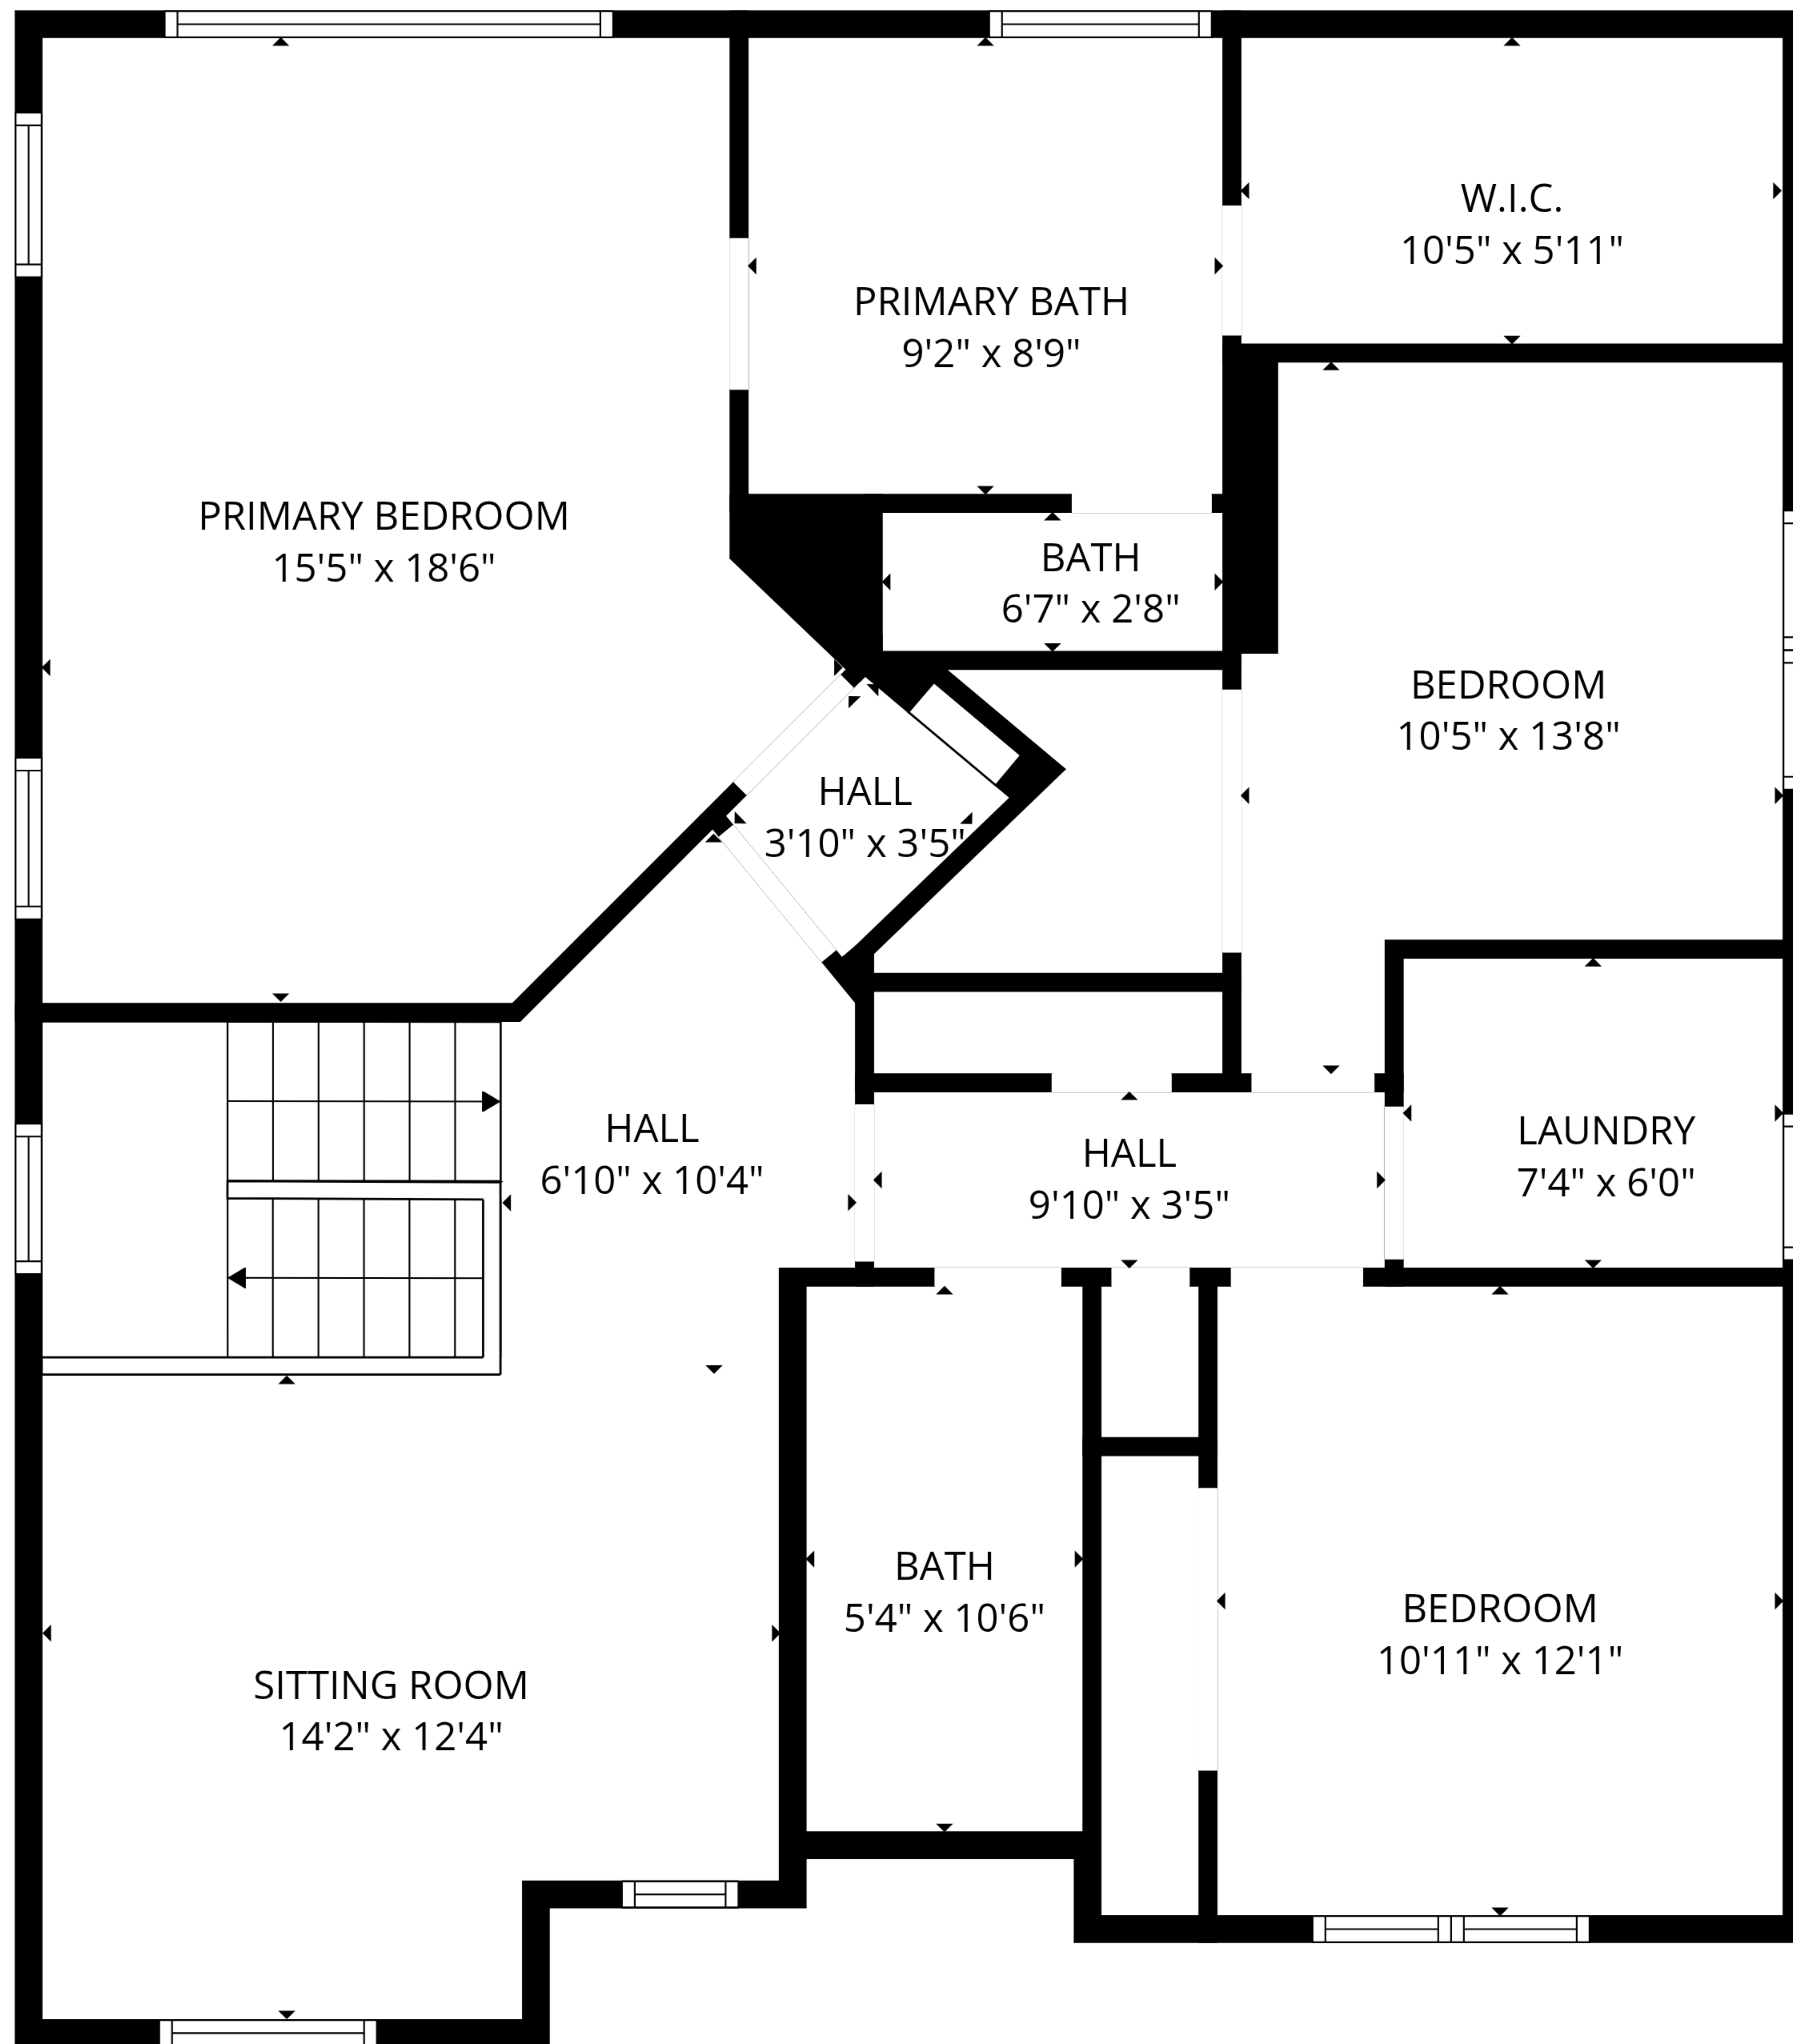 W.I.C.
10'5" x 5'11"
PRIMARY BATH
9'2" x 8'9"
PRIMARY BEDROOM
15'5" x 18'6"
BATH
6'7" x 2'8"
BEDROOM
10'5" x 13'8"
HALL
3'10" x 3'5"
HALL
6'10" x 10'4"
HALL
9'10" x 3'5"
LAUNDRY
7'4" x 6'0"
BATH
5'4" x 10'6"
BEDROOM
10'11" x 12'1"
SITTING ROOM
14'2" x 12'4"